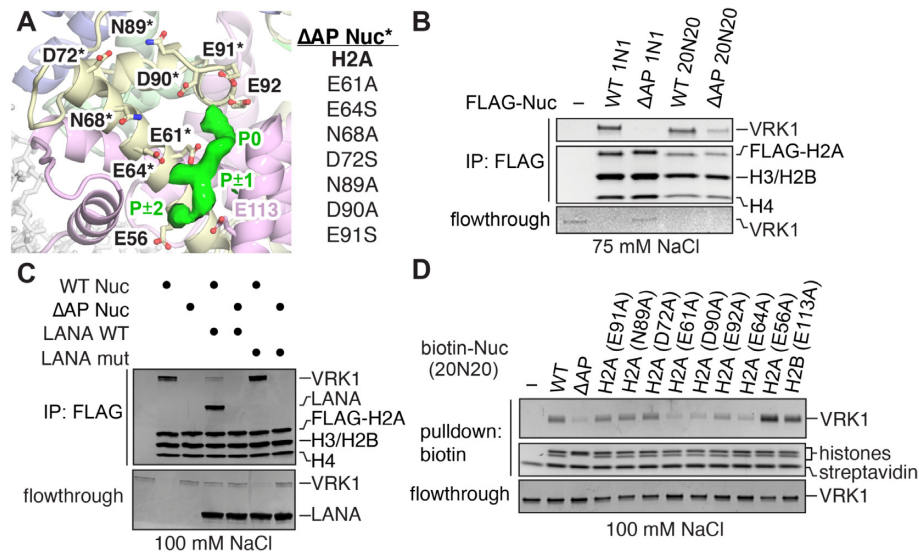 A
N89*
D72*
E91*
D90*
E92
N68*
E61*
P0
E64*
P±1
P±2
E113
E56
ΔAP Nuc*
H2A
E61A
E64S
N68A
D72S
N89A
D90A
E91S
B
FLAG-Nuc
–
WT 1N1
ΔAP 1N1
WT 20N20
ΔAP 20N20
VRK1
IP: FLAG
FLAG-H2A
H3/H2B
H4
flowthrough
VRK1
75 mM NaCl
C
WT Nuc
ΔAP Nuc
LANA WT
LANA mut
VRK1
LANA
IP: FLAG
FLAG-H2A
H3/H2B
H4
flowthrough
VRK1
LANA
100 mM NaCl
D
biotin-Nuc
(20N20)
–
WT
ΔAP
H2A (E91A)
H2A (N89A)
H2A (D72A)
H2A (E61A)
H2A (D90A)
H2A (E92A)
H2A (E64A)
H2A (E56A)
H2B (E113A)
VRK1
pulldown:
biotin
histones
streptavidin
flowthrough
VRK1
100 mM NaCl